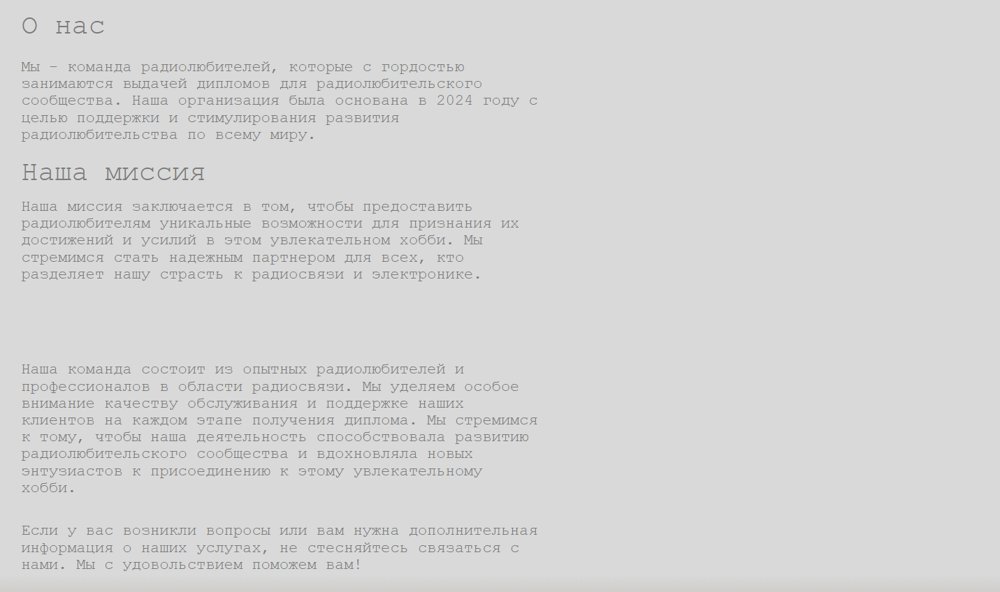 О нас
Мы - команда радиолюбителей, которые с гордостью
занимаются выдачей дипломов для радиолюбительского
сообщества. Наша организация была основана в 2024 году с
целью поддержки и стимулирования развития
радиолюбительства по всему миру.
Наша миссия
Наша миссия заключается в том, чтобы предоставить
радиолюбителям уникальные возможности для признания их
достижений и усилий в этом увлекательном хобби. Мы
стремимся стать надежным партнером для всех, кто
разделяет нашу страсть к радиосвязи и электронике.
Наша команда состоит из опытных радиолюбителей и
профессионалов в области радиосвязи. Мы уделяем особое
внимание качеству обслуживания и поддержке наших
клиентов на каждом этапе получения диплома. Мы стремимся
к тому, чтобы наша деятельность способствовала развитию
радиолюбительского сообщества и вдохновляла новых
энтузиастов к присоединению к этому увлекательному
хобби.
Если у вас возникли вопросы или вам нужна дополнительная
информация о наших услугах, не стесняйтесь связаться с
нами. Мы с удовольствием поможем вам!